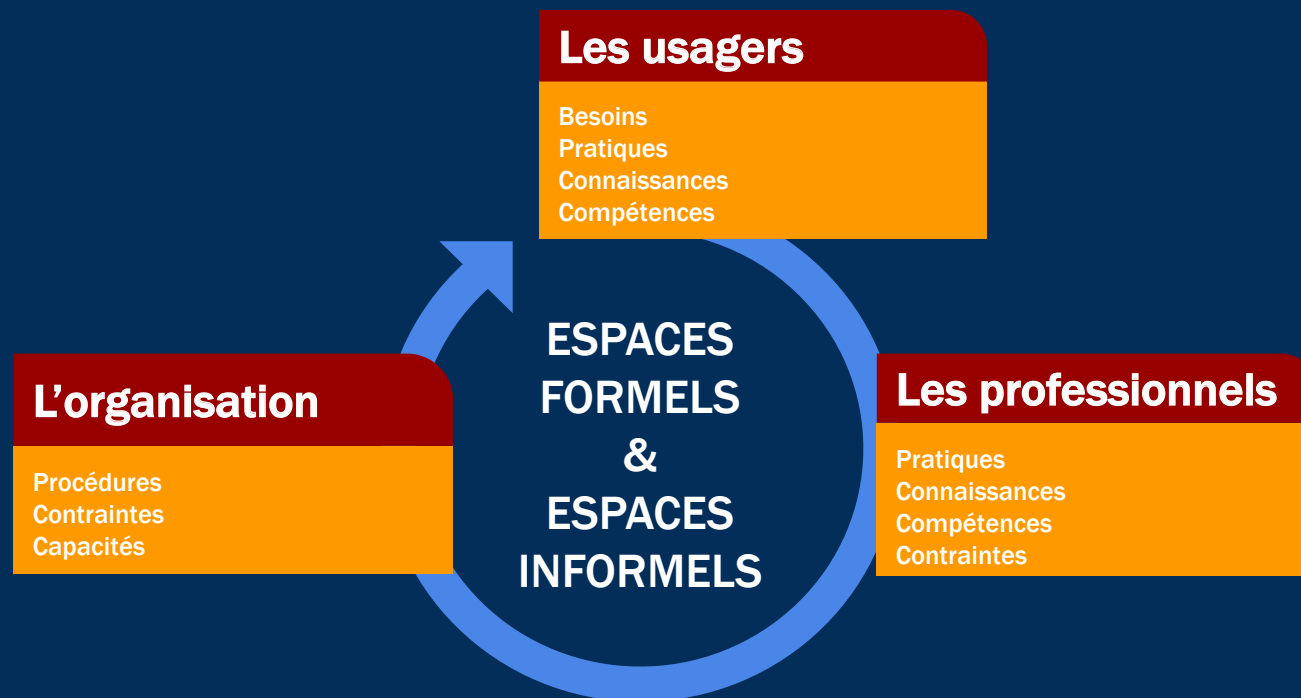 Les usagers
Besoins
Pratiques
Connaissances
Compétences
ESPACES
FORMELS
&
ESPACES
INFORMELS
L’organisation
Procédures
Contraintes
Capacités
Les professionnels
Pratiques
Connaissances
Compétences
Contraintes